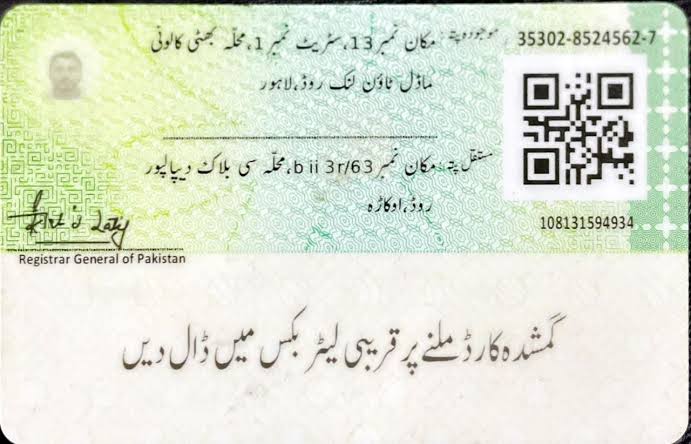 موجودہ پتہ: مکان نمبر 13، سٹریٹ نمبر 1، محلہ بھٹی کالونی
ماڈل ٹاؤن لنک روڈ، لاہور
35302-8524562-7
مستقل پتہ: مکان نمبر b ii 3r/63، محلہ سی بلاک دیپالپور
روڈ، اوکاڑہ
108131594934
Registrar General of Pakistan
گمشدہ کارڈ ملنے پر قریبی لیٹر بکس میں ڈال دیں